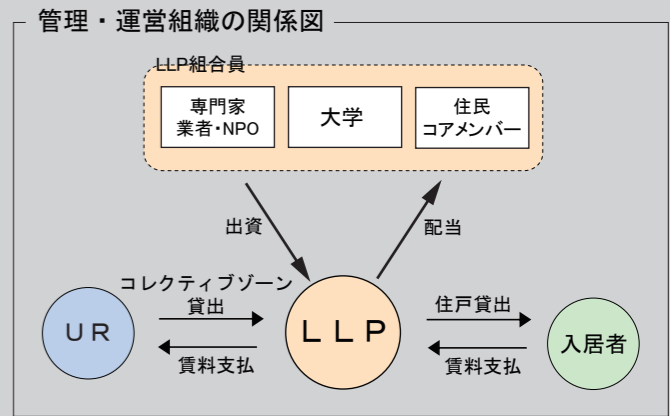 管理・運営組織の関係図
LLP組合員
専門家
業者・NPO
大学
住民
コアメンバー
出資
配当
コレクティブゾーン
貸出
住戸貸出
UR
LLP
入居者
賃料支払
賃料支払